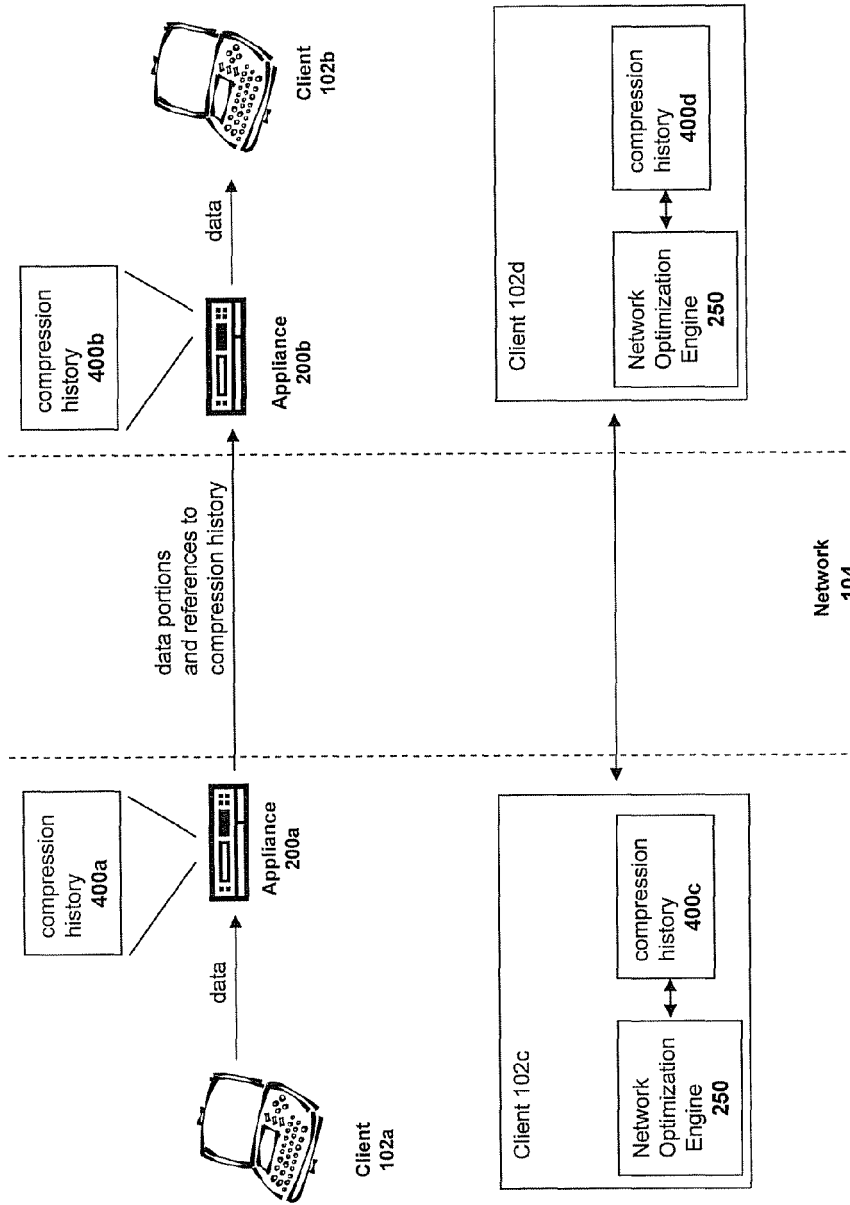 compression
history
400a
compression
history
400b
data
data portions
and references to
compression history
data
Client
102a
Appliance
200a
Appliance
200b
Client
102b
Client 102c
Network
Optimization
Engine
250
compression
history
400c
Client 102d
Network
Optimization
Engine
250
compression
history
400d
Network